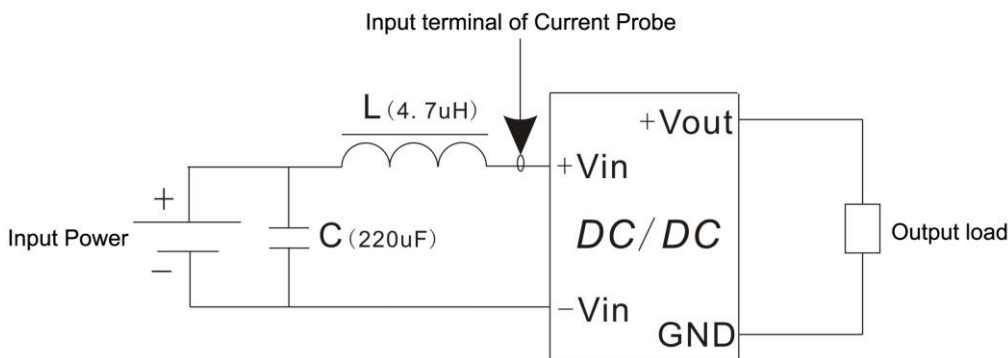 Input terminal of Current Probe
L (4. 7uH)
+Vout
+Vin
+
Input Power
−
C (220uF)
DC/DC
Output load
−Vin
GND